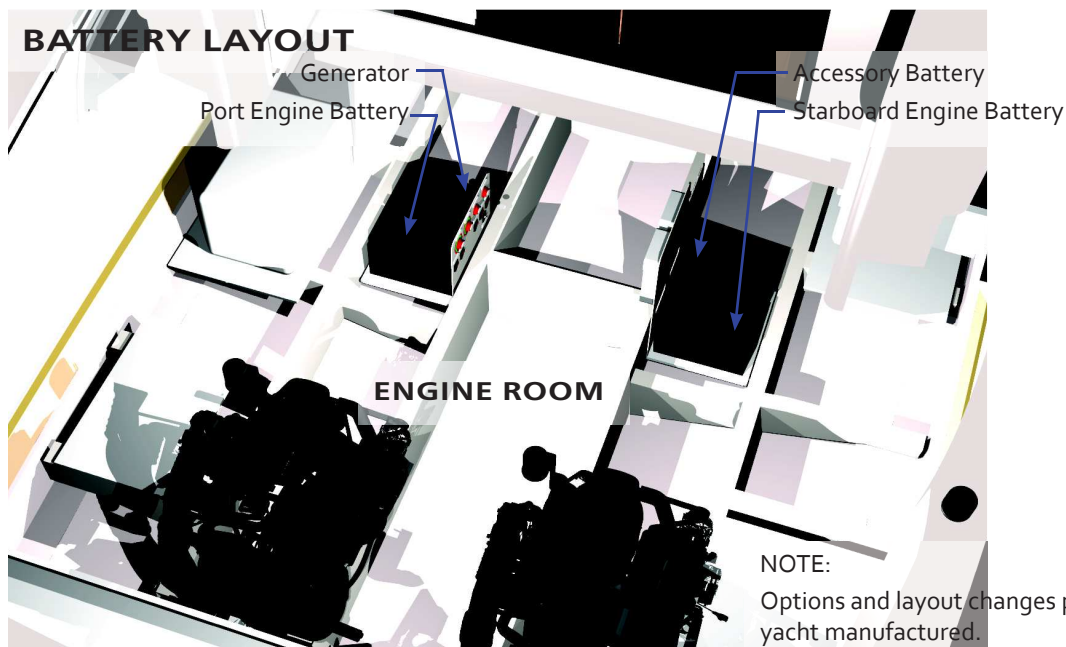 BATTERY LAYOUT
Generator
Port Engine Battery
Accessory Battery
Starboard Engine Battery
ENGINE ROOM
NOTE:
Options and layout changes
yacht manufactured.